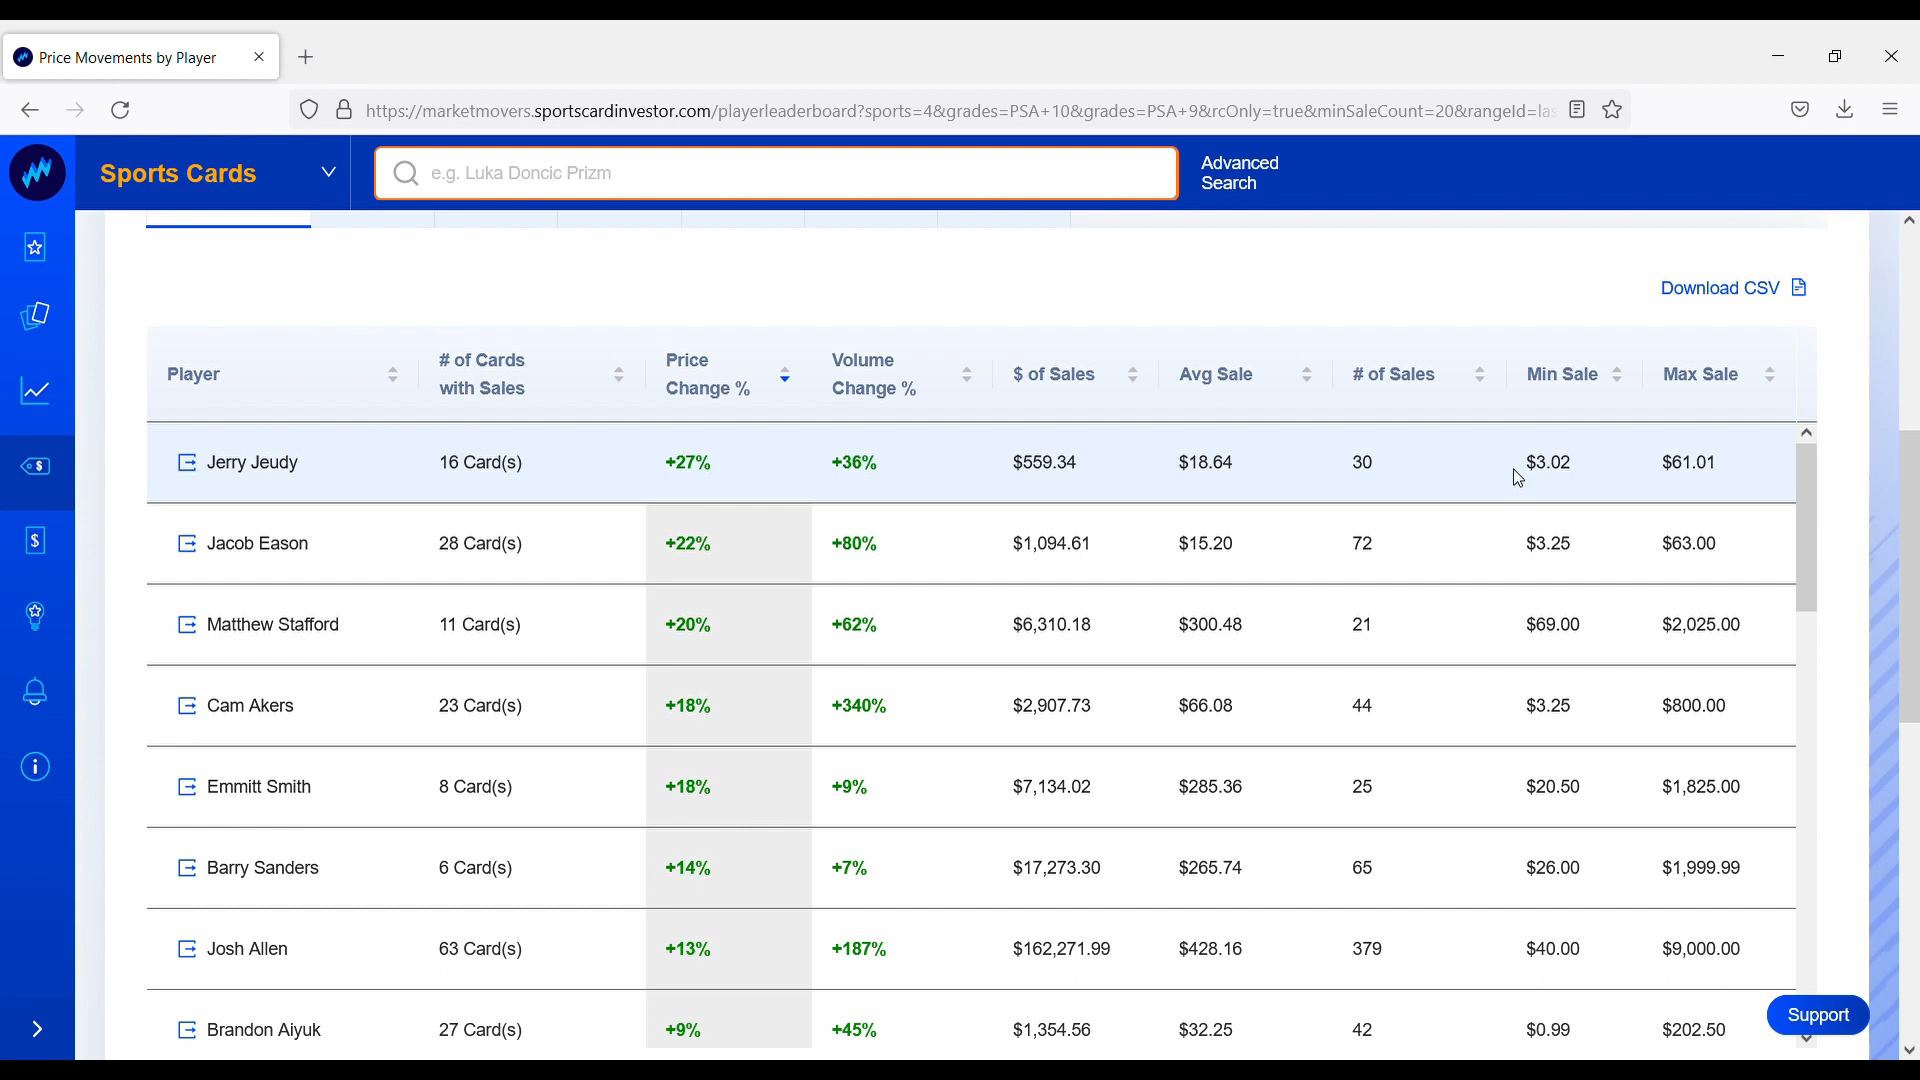 Price Movements by Player
https://marketmovers.sportscardinvestor.com/playerleaderboard?sports=4&grades=PSA+10&grades=PSA+9&rcOnly=true&minSaleCount=20&rangeId=las
Sports Cards
e.g. Luka Doncic Prizm
Advanced
Search
Download CSV
Player # of Cards with Sales Price Change % Volume Change % $ of Sales Avg Sale # of Sales Min Sale Max Sale
Jerry Jeudy 16 Card(s) +27% +36% $559.34 $18.64 30 $3.02 $61.01
Jacob Eason 28 Card(s) +22% +80% $1,094.61 $15.20 72 $3.25 $63.00
Matthew Stafford 11 Card(s) +20% +62% $6,310.18 $300.48 21 $69.00 $2,025.00
Cam Akers 23 Card(s) +18% +340% $2,907.73 $66.08 44 $3.25 $800.00
Emmitt Smith 8 Card(s) +18% +9% $7,134.02 $285.36 25 $20.50 $1,825.00
Barry Sanders 6 Card(s) +14% +7% $17,273.30 $265.74 65 $26.00 $1,999.99
Josh Allen 63 Card(s) +13% +187% $162,271.99 $428.16 379 $40.00 $9,000.00
Brandon Aiyuk 27 Card(s) +9% +45% $1,354.56 $32.25 42 $0.99 $202.50
Support